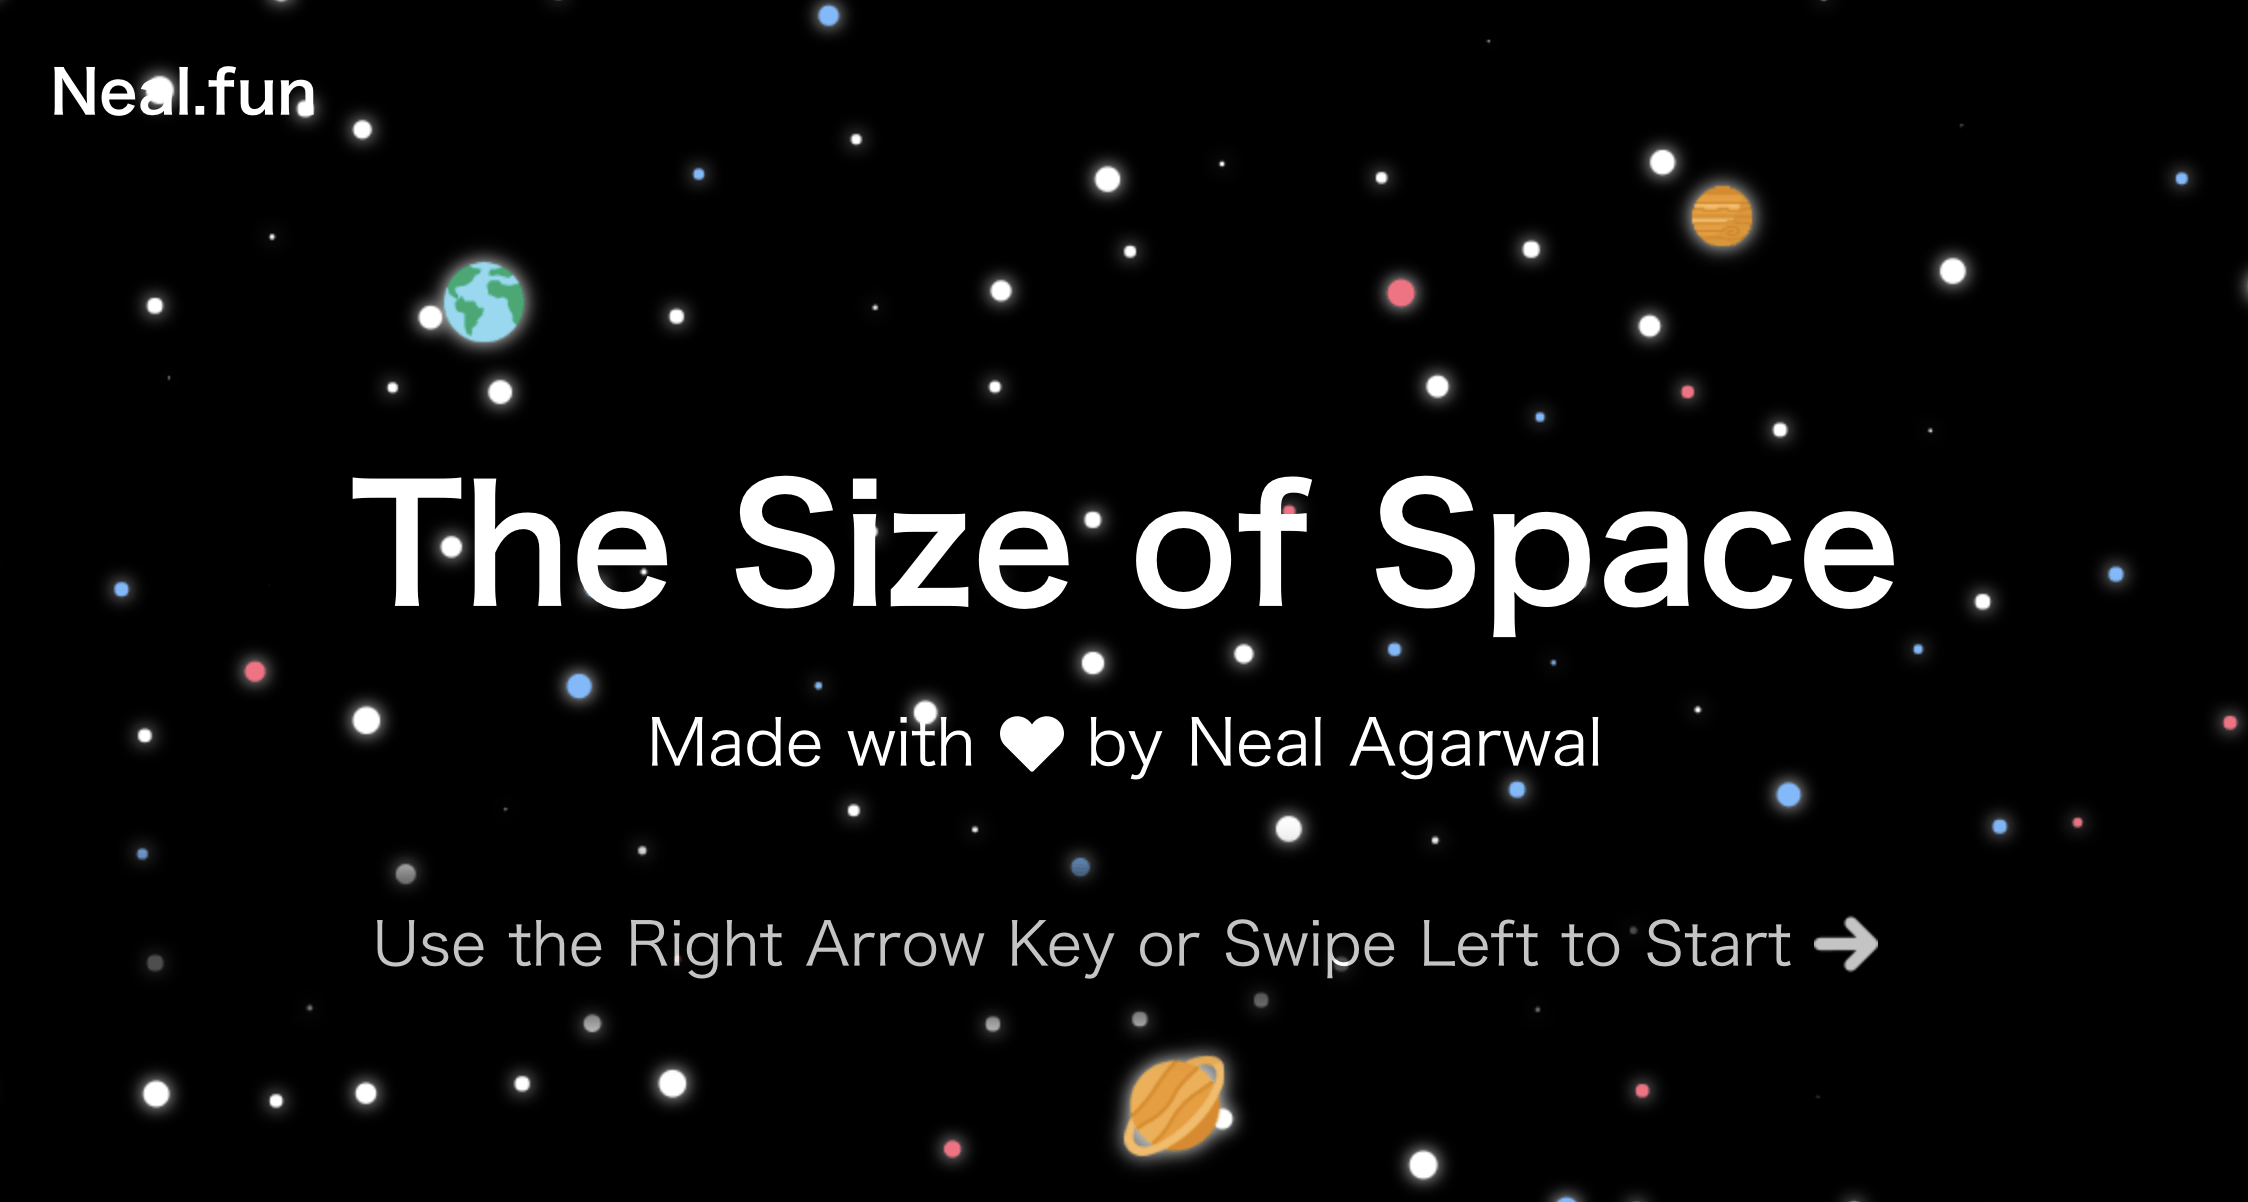 Neal.fun
The Size of Space
Made with ♥ by Neal Agarwal
Use the Right Arrow Key or Swipe Left to Start →